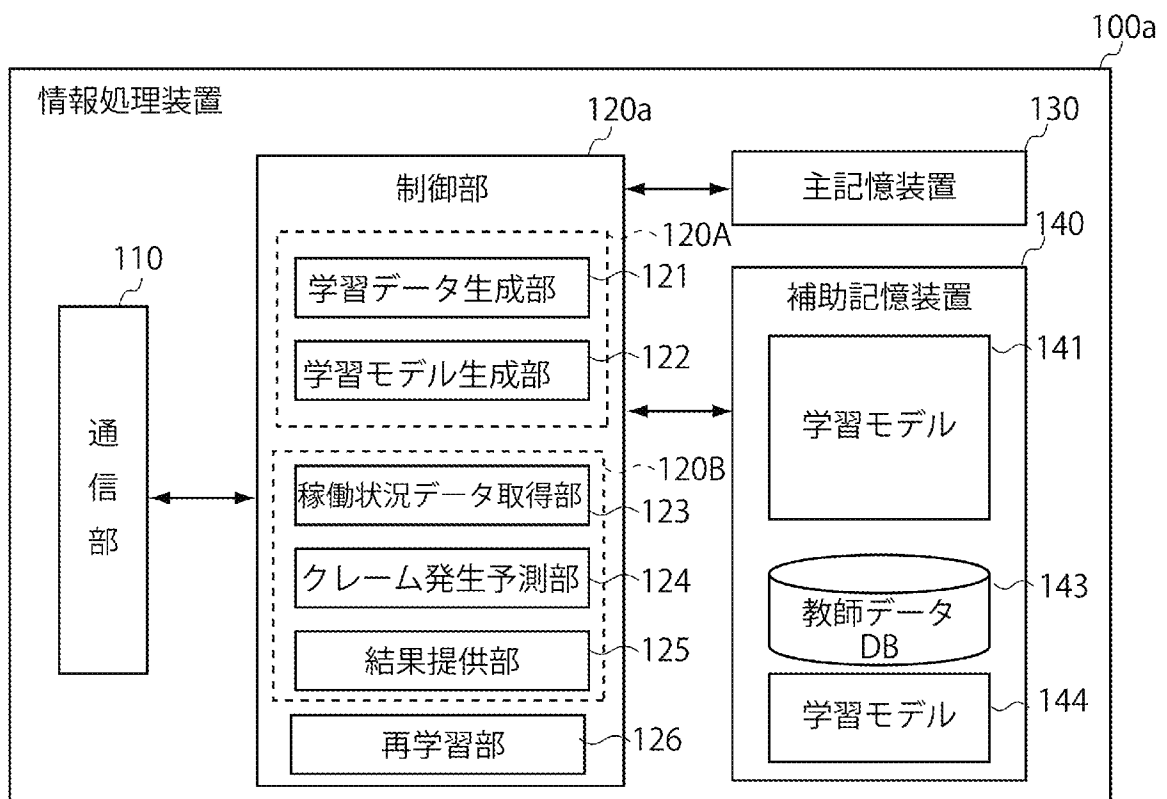 100a
情報処理装置
120a
制御部
130
主記憶装置
120A
学習データ生成部
121
学習モデル生成部
122
110
通信部
120B
稼働状況データ取得部
123
クレーム発生予測部
124
結果提供部
125
再学習部
126
140
補助記憶装置
141
学習モデル
143
教師データ
DB
学習モデル
144